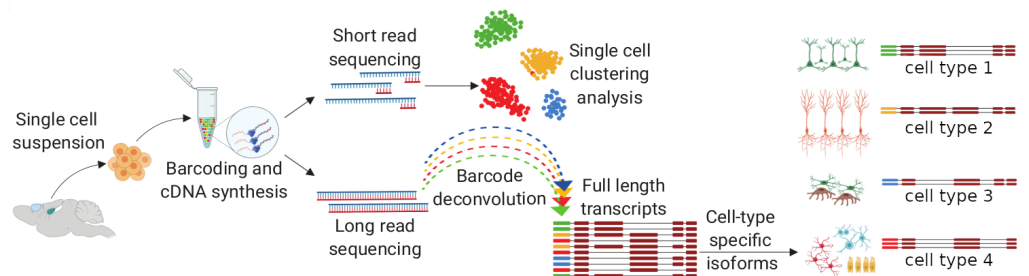 Single cell
suspension
Barcoding and
cDNA synthesis
Short read
sequencing
Single cell
clustering
analysis
Long read
sequencing
Barcode
deconvolution
Full length
transcripts
Cell-type
specific
isoforms
cell type 1
cell type 2
cell type 3
cell type 4